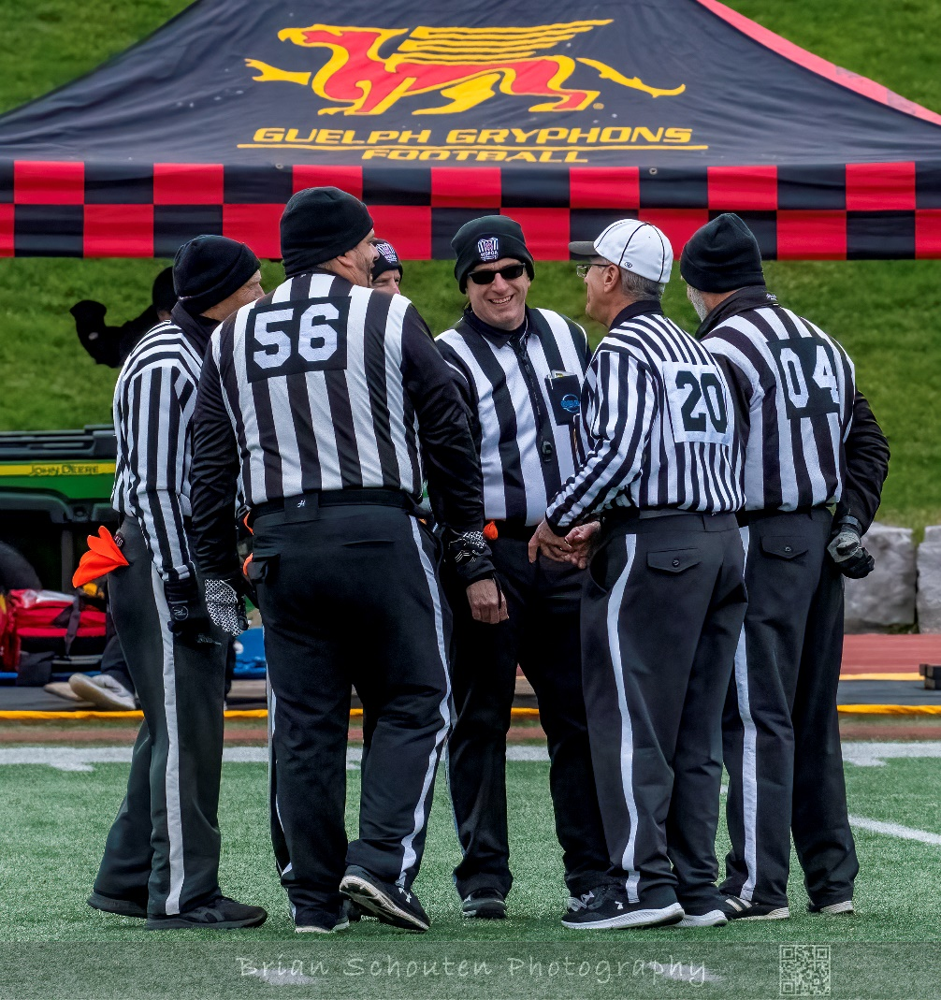 GUELPH GRYPHONS
FOOTBALL
56
20
04
JOHN DEERE
Brian Schouten Photography